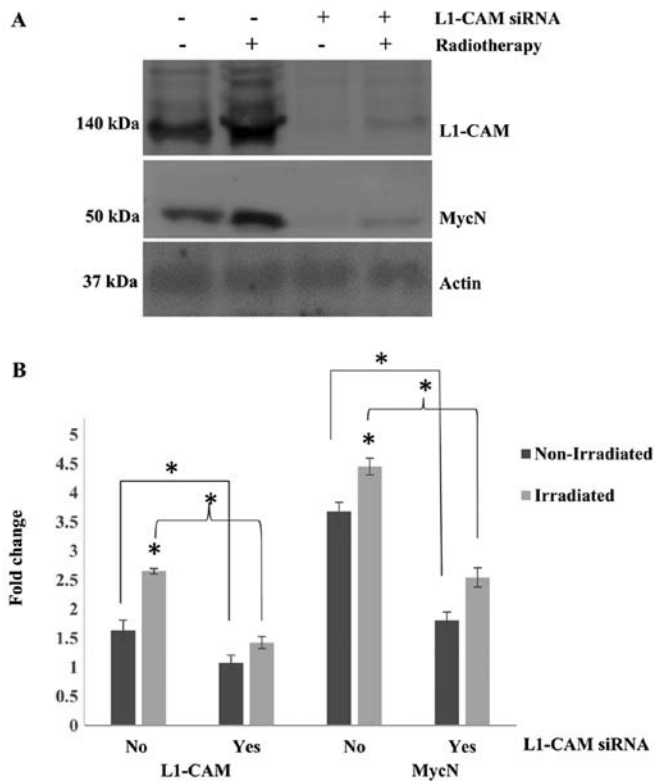 A
- - + + L1-CAM siRNA
- + - + Radiotherapy
140 kDa L1-CAM
50 kDa MycN
37 kDa Actin
B
* *
* *
* *
Non-Irradiated
Irradiated
Fold change
5
4.5
4
3.5
3
2.5
2
1.5
1
0.5
0
No Yes No Yes L1-CAM siRNA
L1-CAM MycN